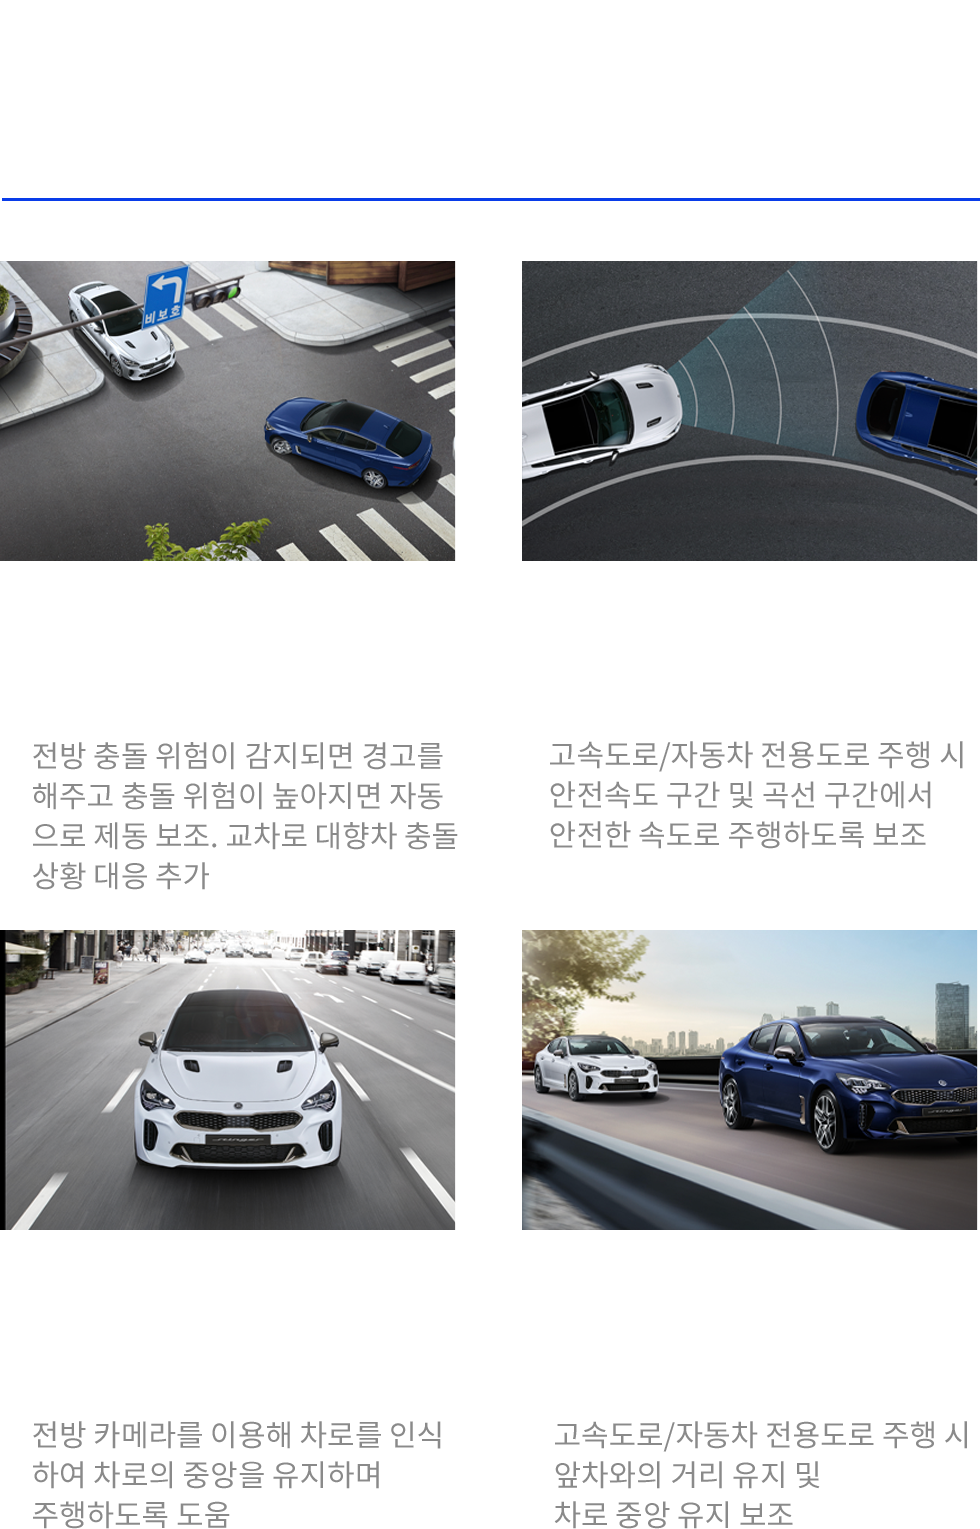 비보호
전방 충돌 위험이 감지되면 경고를
해주고 충돌 위험이 높아지면 자동
으로 제동 보조. 교차로 대향차 충돌
상황 대응 추가
고속도로/자동차 전용도로 주행 시
안전속도 구간 및 곡선 구간에서
안전한 속도로 주행하도록 보조
stinger
전방 카메라를 이용해 차로를 인식
하여 차로의 중앙을 유지하며
주행하도록 도움
고속도로/자동차 전용도로 주행 시
앞차와의 거리 유지 및
차로 중앙 유지 보조